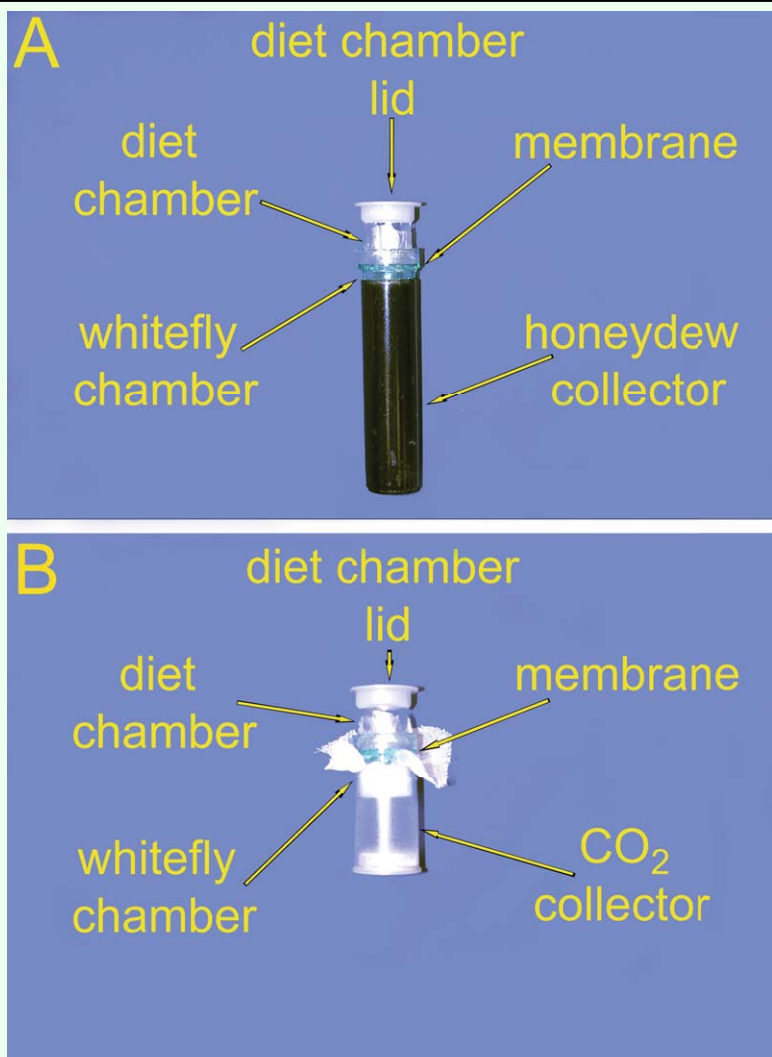 A
diet chamber
lid
diet
chamber
membrane
whitefly
chamber
honeydew
collector
B
diet chamber
lid
diet
chamber
membrane
whitefly
chamber
CO₂
collector